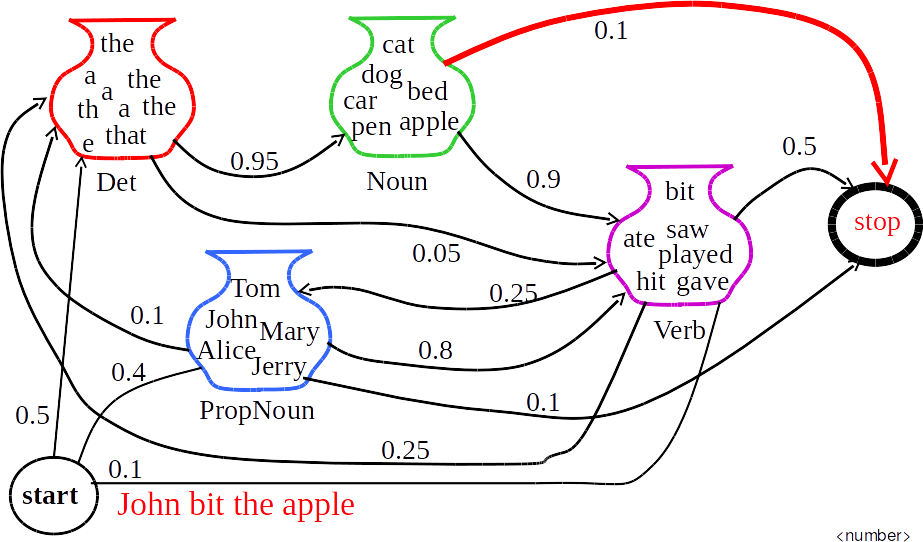 the
a the
a
th a the
e that
Det
0.95
cat
dog
bed
car
pen apple
Noun
0.1
0.9
0.5
stop
bit
saw
ate
played
hit gave
Verb
0.05
0.25
Tom
John
Mary
Alice
Jerry
PropNoun
0.1
0.8
0.4
0.1
0.5
0.25
0.1
start
John bit the apple
<number>